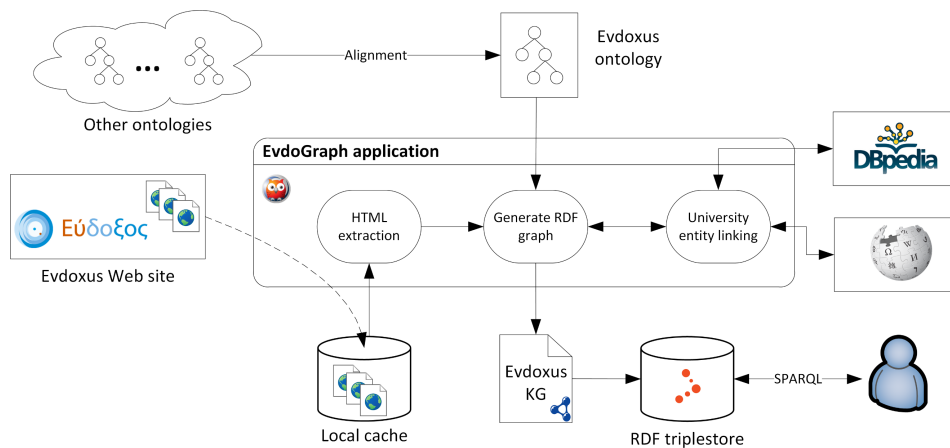 Evdoxus
ontology
Alignment
...
Other ontologies
EvdoGraph application
DBpedia
HTML
extraction
Generate RDF
graph
University
entity linking
Εύδοξος
Evdoxus Web site
Evdoxus
KG
SPARQL
Local cache
RDF triplestore